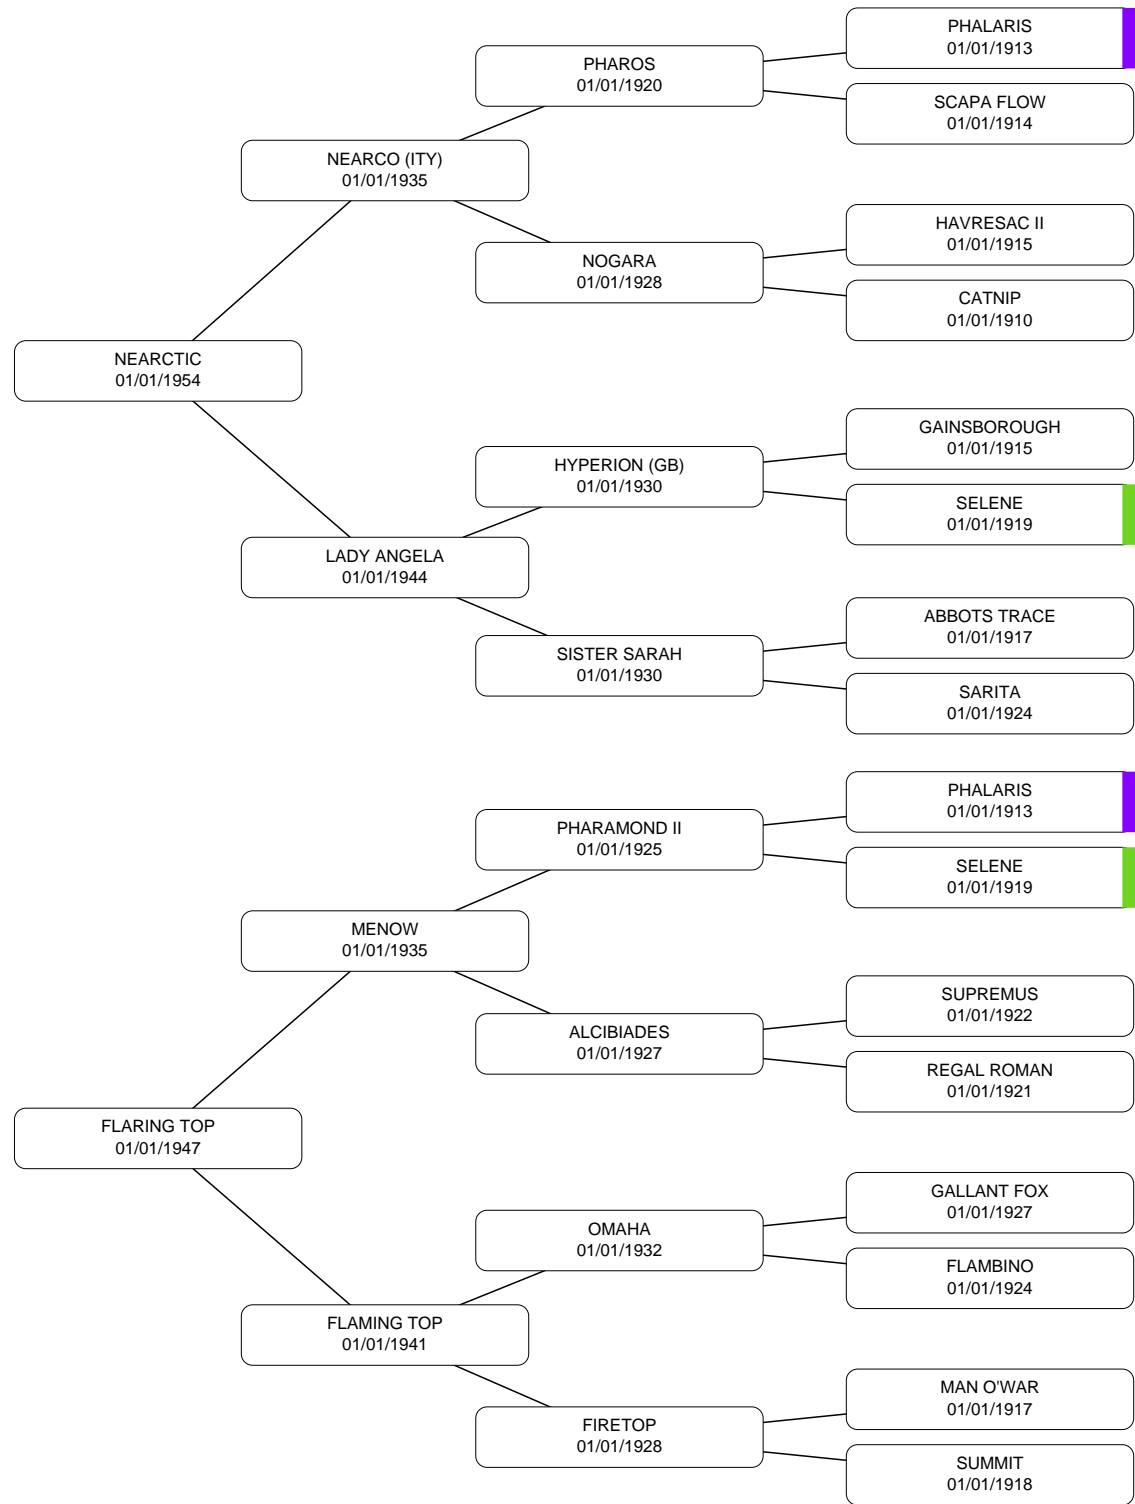 PHALARIS
01/01/1913
PHAROS
01/01/1920
SCAPA FLOW
01/01/1914
NEARCO (ITY)
01/01/1935
HAVRESAC II
01/01/1915
NOGARA
01/01/1928
CATNIP
01/01/1910
NEARCTIC
01/01/1954
GAINSBOROUGH
01/01/1915
HYPERION (GB)
01/01/1930
SELENE
01/01/1919
LADY ANGELA
01/01/1944
ABBOTS TRACE
01/01/1917
SISTER SARAH
01/01/1930
SARITA
01/01/1924
PHALARIS
01/01/1913
PHARAMOND II
01/01/1925
SELENE
01/01/1919
MENOW
01/01/1935
SUPREMUS
01/01/1922
ALCIBIADES
01/01/1927
REGAL ROMAN
01/01/1921
FLARING TOP
01/01/1947
GALLANT FOX
01/01/1927
OMAHA
01/01/1932
FLAMBINO
01/01/1924
FLAMING TOP
01/01/1941
MAN O'WAR
01/01/1917
FIRETOP
01/01/1928
SUMMIT
01/01/1918